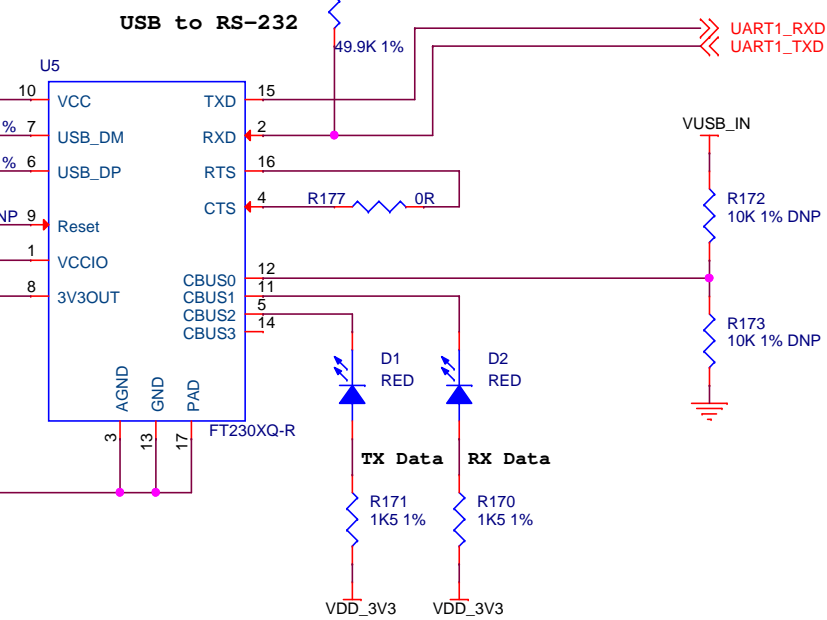 USB to RS-232
49.9K 1%
UART1_RXD
UART1_TXD
U5
10
VCC
TXD
15
% 7
USB_DM
RXD
2
VUSB_IN
% 6
USB_DP
RTS
16
R177
0R
CTS
4
R172
10K 1% DNP
NP 9
Reset
1
VCCIO
8
3V3OUT
CBUS0
12
CBUS1
11
CBUS2
5
CBUS3
14
R173
10K 1% DNP
D1
RED
D2
RED
AGND
GND
PAD
3
13
17
FT230XQ-R
TX Data
RX Data
R171
1K5 1%
R170
1K5 1%
VDD_3V3
VDD_3V3